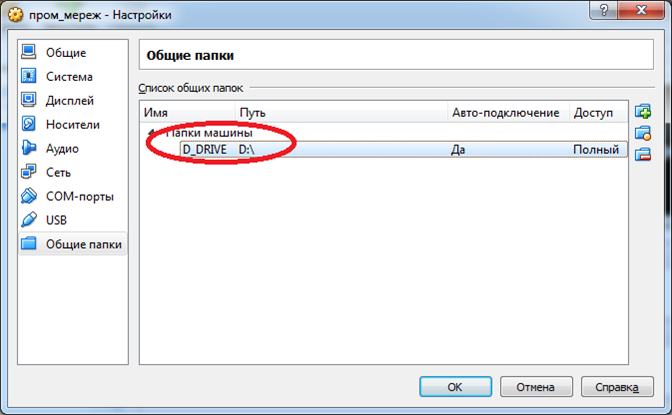 пром_мереж - Настройки
Общие
Система
Дисплей
Носители
Аудио
Сеть
COM-порты
USB
Общие папки
Общие папки
Список общих папок
Имя Путь Авто-подключение Доступ
Папки машины
D_DRIVE D:\ Да Полный
OK Отмена Справка